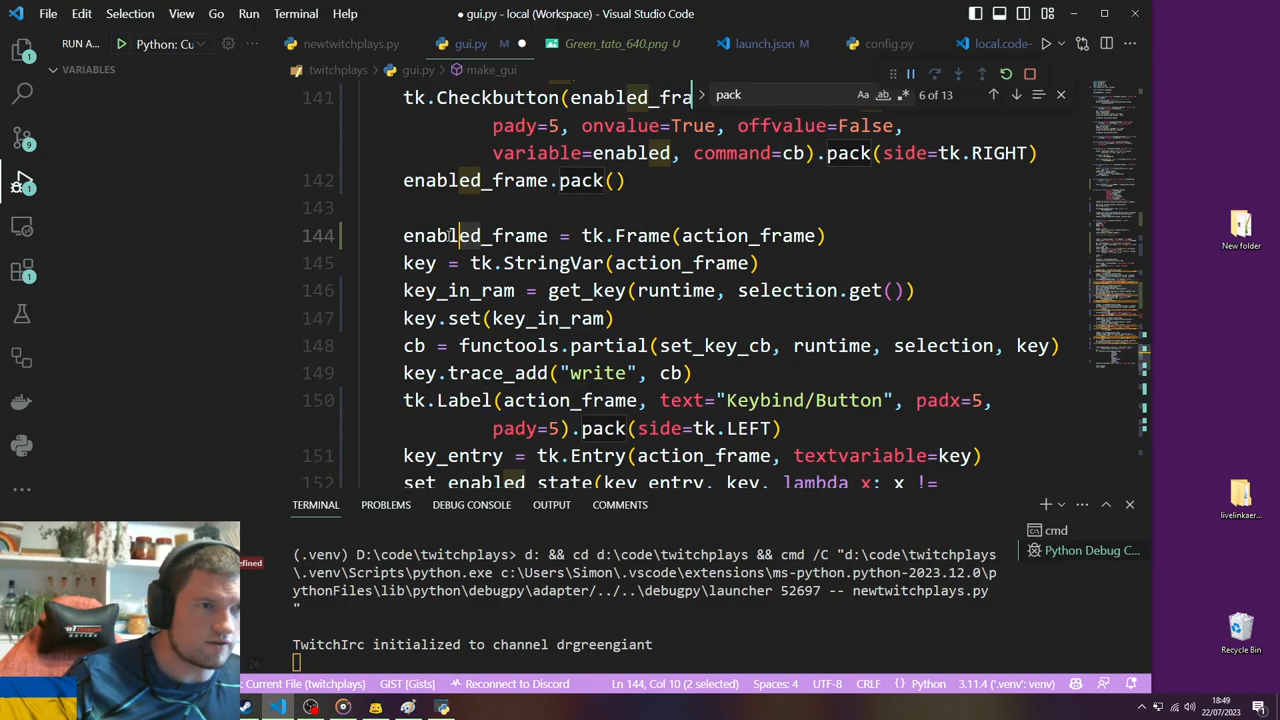 File Edit Selection View Go Run Terminal Help
● gui.py - local (Workspace) - Visual Studio Code
RUN A... Python: Cu
newtwitchplays.py gui.py M ● Green_tato_640.png U launch.json M config.py local.code-
VARIABLES
twitchplays > gui.py > make_gui
pack
Aa ab 6 of 13
141 tk.Checkbutton(enabled_fra
pady=5, onvalue=True, offvalue=False,
variable=enabled, command=cb).pack(side=tk.RIGHT)
142 enabled_frame.pack()
143
144 enabled_frame = tk.Frame(action_frame)
= tk.StringVar(action_frame)
in_ram = get_key(runtime, selection.get())
.set(key_in_ram)
= functools.partial(set_key_cb, runtime, selection, key)
key.trace_add("write", cb)
150 tk.Label(action_frame, text="Keybind/Button", padx=5,
pady=5).pack(side=tk.LEFT)
151 key_entry = tk.Entry(action_frame, textvariable=key)
152 set_enabled_state(key_entry, key, lambda x: x !=
TERMINAL PROBLEMS DEBUG CONSOLE OUTPUT COMMENTS
cmd
Python Debug C...
(.venv) D:\code\twitchplays> d: && cd d:\code\twitchplays && cmd /C "d:\code\twitchplays
\.venv\Scripts\python.exe c:\Users\Simon\.vscode\extensions\ms-python.python-2023.12.0\p
ythonFiles\lib\python\debugpy\adapter/../..\debugpy\launcher 52697 -- newtwitchplays.py
"
TwitchIrc initialized to channel drgreengiant
efined
26
Current File (twitchplays) GIST [Gists] Reconnect to Discord Ln 144, Col 10 (2 selected) Spaces: 4 UTF-8 CRLF Python 3.11.4 ('.venv': venv)
New folder
livelinkaer...
Recycle Bin
18:49
22/07/2023